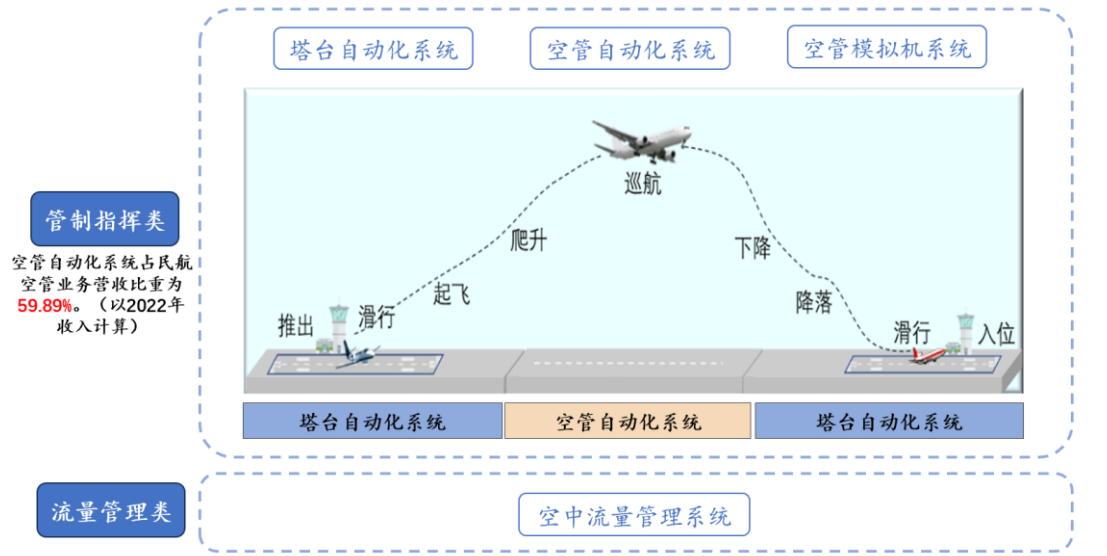 塔台自动化系统
空管自动化系统
空管模拟机系统
管制指挥类
空管自动化系统占民航
空管业务营收比重为
59.89%。（以2022年
收入计算）
巡航
爬升
下降
起飞
降落
推出
滑行
滑行
入位
塔台自动化系统
空管自动化系统
塔台自动化系统
流量管理类
空中流量管理系统